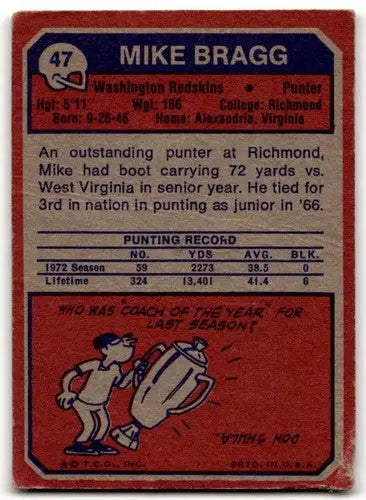 47
MIKE BRAGG
Washington Redskins • Punter
Hgt: 5'11 Wgt: 186 College: Richmond
Born: 9-26-46 Home: Alexandria, Virginia
An outstanding punter at Richmond,
Mike had boot carrying 72 yards vs.
West Virginia in senior year. He tied for
3rd in nation in punting as junior in '66.
PUNTING RECORD
NO. YDS AVG. BLK.
1972 Season 59 2273 38.5 0
Lifetime 324 13,401 41.4 6
WHO WAS "COACH OF THE YEAR" FOR
LAST SEASON?
DON SHULA.
© T.C.G., INC. PRTD. IN U.S.A.